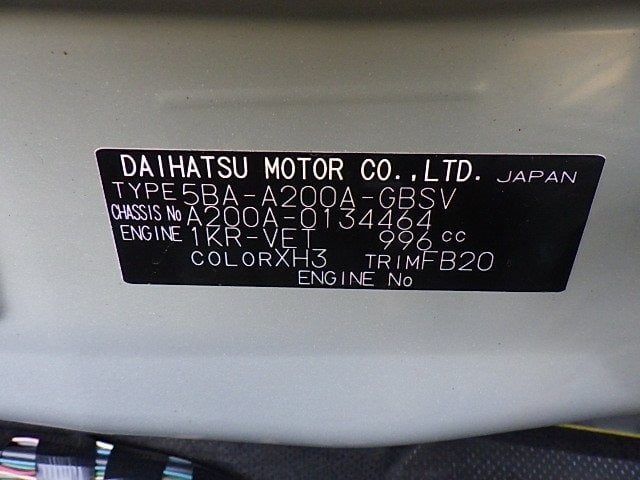 DAIHATSU MOTOR CO.,LTD. JAPAN
TYPE 5BA-A200A-GBSV
CHASSIS No A200A-0134464
ENGINE 1KR-VET 996 cc
COLOR XH3 TRIM FB20
ENGINE No